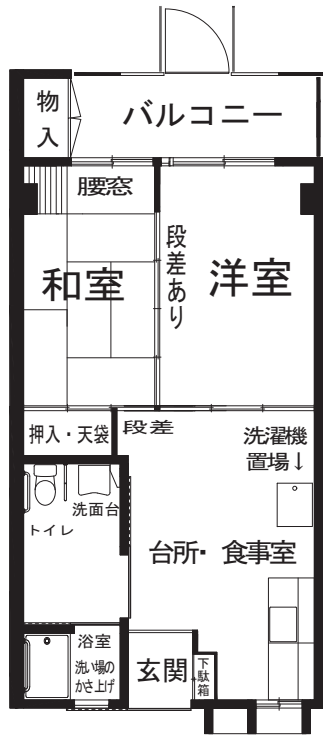 物入
バルコニー
腰窓
和室
段差あり
洋室
押入・天袋
段差
洗濯機
置場↓
洗面台
トイレ
台所・食事室
浴室
洗い場の
かさ上げ
玄関
下駄箱